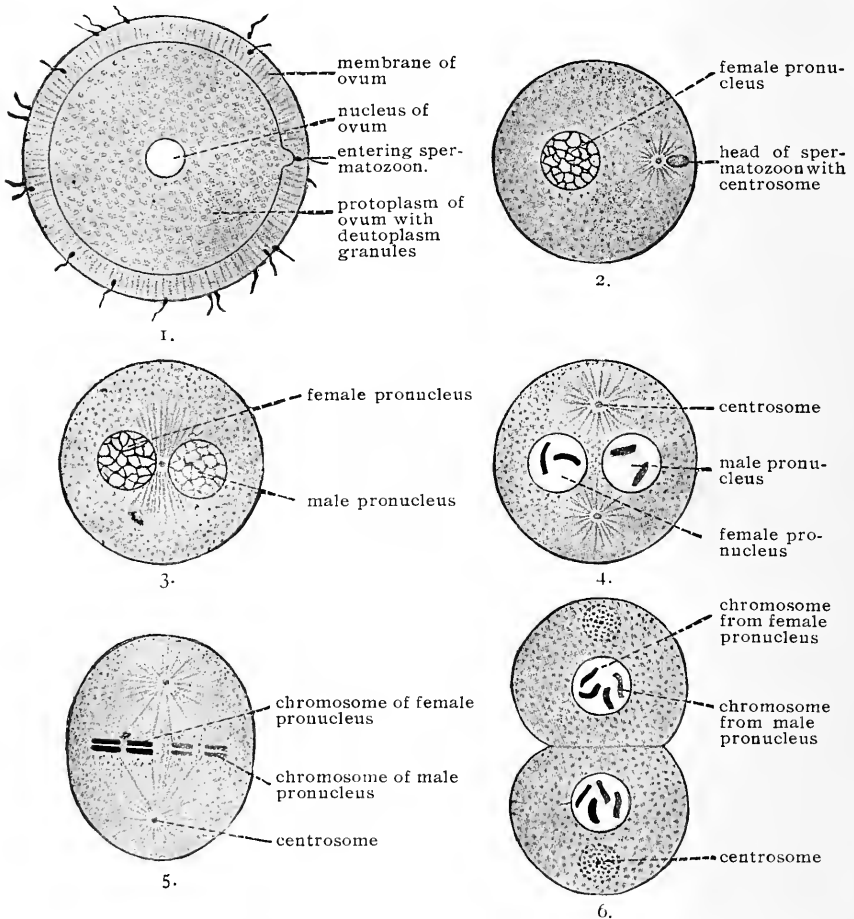 membrane of
ovum
nucleus of
ovum
entering sper-
matozoon.
protoplasm of
ovum with
deutoplasm
granules
1.
female pronu-
cleus
head of sper-
matozoon with
centrosome
2.
female pronucleus
male pronucleus
3.
centrosome
male pronu-
cleus
female pro-
nucleus
4.
chromosome of female
pronucleus
chromosome of male
pronucleus
centrosome
5.
chromosome
from female
pronucleus
chromosome
from male
pronucleus
centrosome
6.